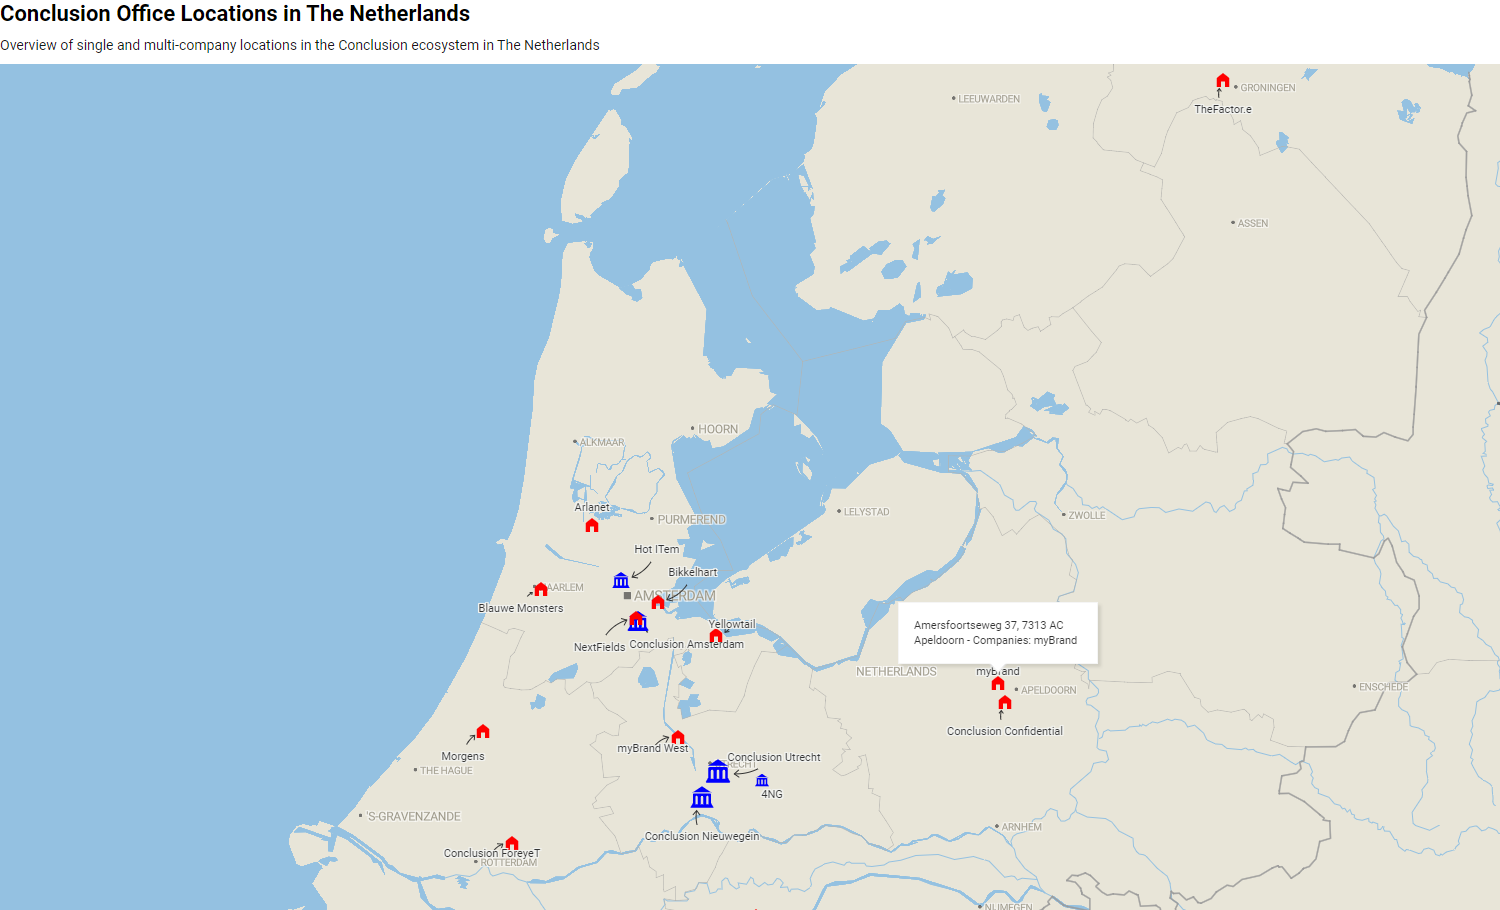 Conclusion Office Locations in The Netherlands
Overview of single and multi-company locations in the Conclusion ecosystem in The Netherlands
LEEUWARDEN
GRONINGEN
TheFactor.e
ASSEN
HOORN
ALKMAAR
Arlanet
PURMEREND
LELYSTAD
ZWOLLE
Hot ITem
Bikkelhart
AARLEM
AMSTERDAM
Blauwe Monsters
Yellowtail
NextFields
Conclusion Amsterdam
Amersfoortseweg 37, 7313 AC
Apeldoorn - Companies: myBrand
NETHERLANDS
myBrand
APELDOORN
ENSCHEDE
Conclusion Confidential
Morgens
myBrand West
THE HAGUE
Conclusion Utrecht
RECHT
4NG
'S-GRAVENZANDE
Conclusion Nieuwegein
ARNHEM
Conclusion ForeyeT
ROTTERDAM
NIJMEGEN